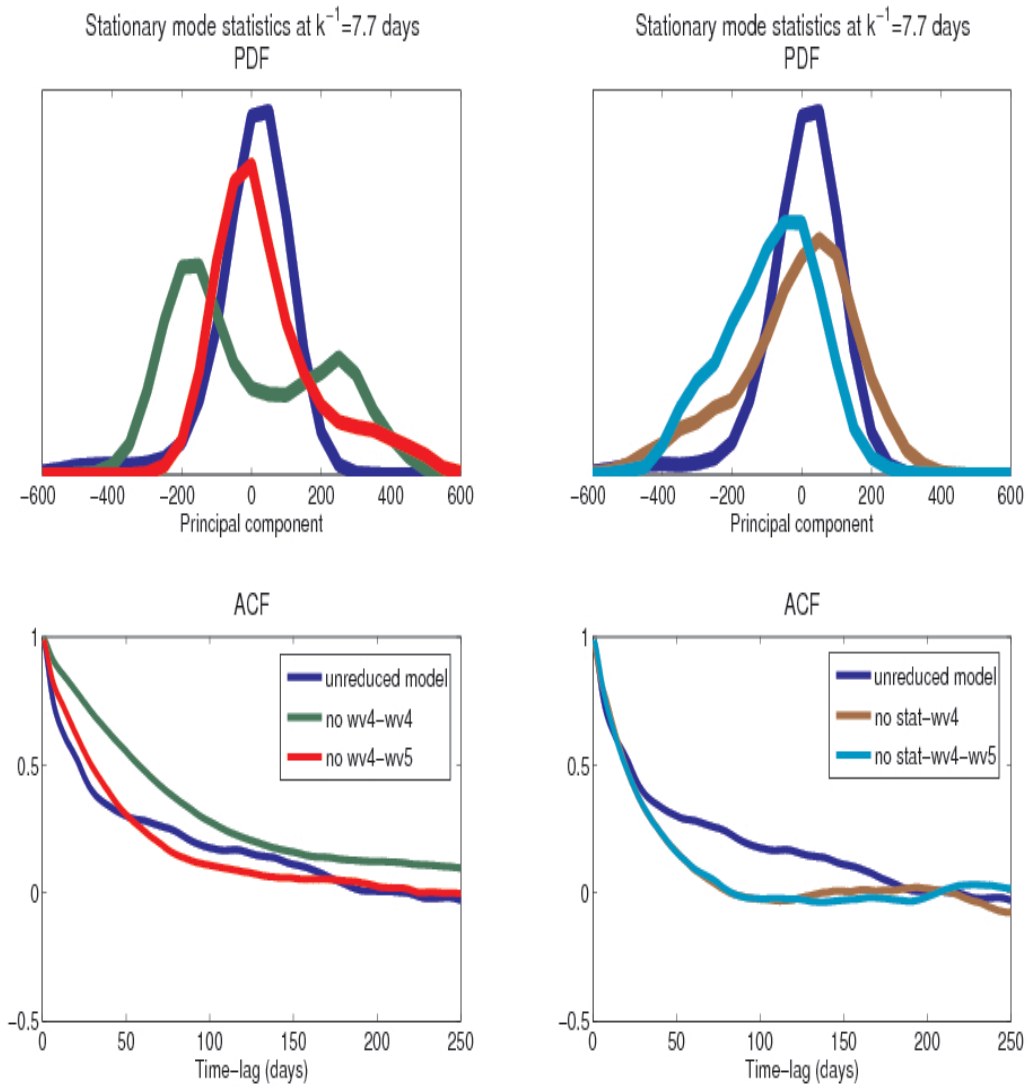 Stationary mode statistics at k⁻¹=7.7 days
PDF
−600 −400 −200 0 200 400 600
Principal component
Stationary mode statistics at k⁻¹=7.7 days
PDF
−600 −400 −200 0 200 400 600
Principal component
ACF
1
0.5
0
−0.5
unreduced model
no wv4−wv4
no wv4−wv5
0 50 100 150 200 250
Time−lag (days)
ACF
1
0.5
0
−0.5
unreduced model
no stat−wv4
no stat−wv4−wv5
0 50 100 150 200 250
Time−lag (days)